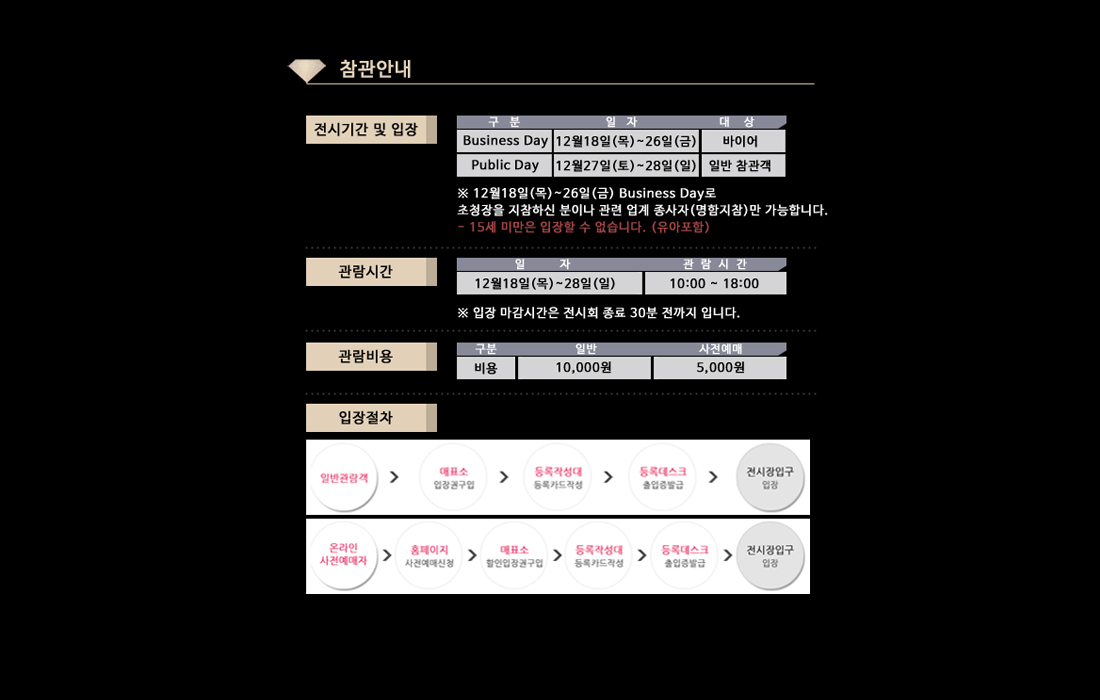 참관안내
전시기간 및 입장
구 분 일 자 대 상
Business Day 12월18일(목)~26일(금) 바이어
Public Day 12월27일(토)~28일(일) 일반 참관객
※ 12월18일(목)~26일(금) Business Day로
초청장을 지참하신 분이나 관련 업계 종사자(명함지참)만 가능합니다.
- 15세 미만은 입장할 수 없습니다. (유아포함)
관람시간
일 자 관 람 시 간
12월18일(목)~28일(일) 10:00 ~ 18:00
※ 입장 마감시간은 전시회 종료 30분 전까지 입니다.
관람비용
구분 일반 사전예매
비용 10,000원 5,000원
입장절차
일반관람객 > 매표소 > 등록작성대 > 등록데스크 > 전시장입구
입장권구입 등록카드작성 출입증발급 입장
온라인 홈페이지 매표소 등록작성대 등록데스크 전시장입구
사전예매자 > 사전예매신청 > 할인입장권구입 > 등록카드작성 > 출입증발급 > 입장